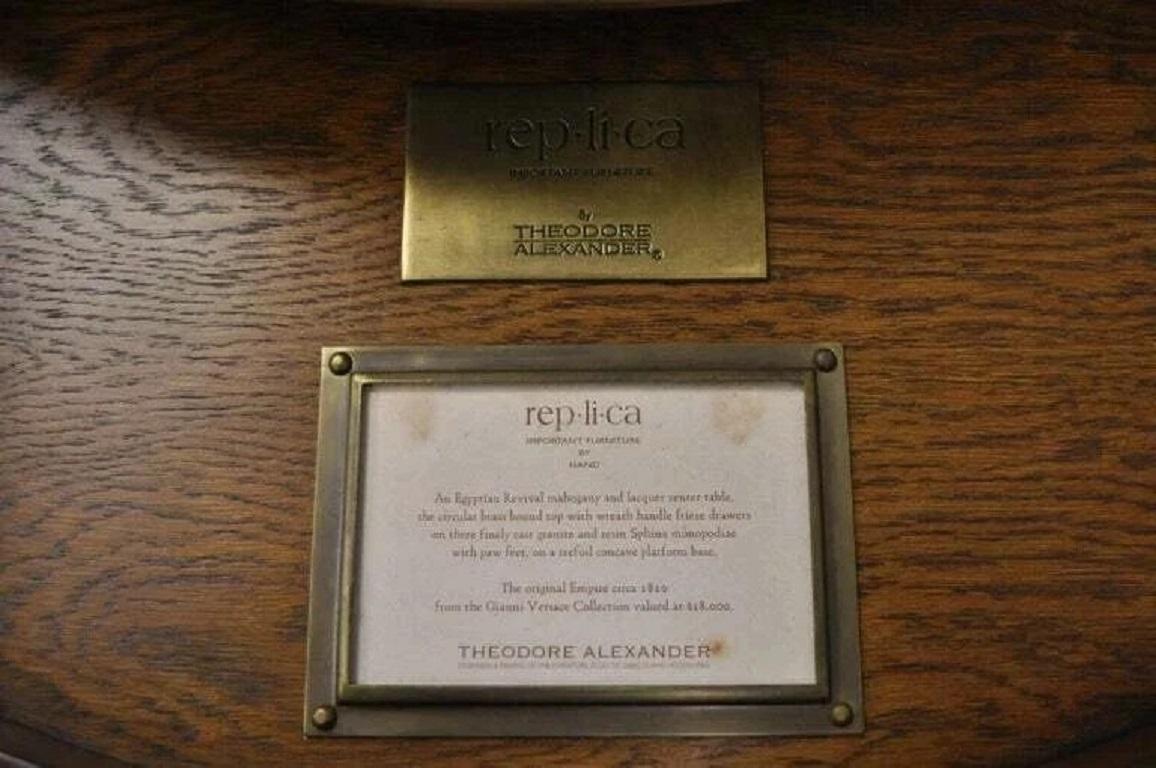 rep·li·ca
IMPORTANT FURNITURE
By
THEODORE
ALEXANDER
rep·li·ca
IMPORTANT FURNITURE
BY
HAND
An Egyptian Revival mahogany and lacquer center table,
the circular brass bound top with wreath handle frieze drawers
on three finely cast granite and resin Sphinx monopodiae
with paw feet, on a trefoil concave platform base.
The original Empire circa 1810
from the Gianni Versace Collection valued at $18,000.
THEODORE ALEXANDER